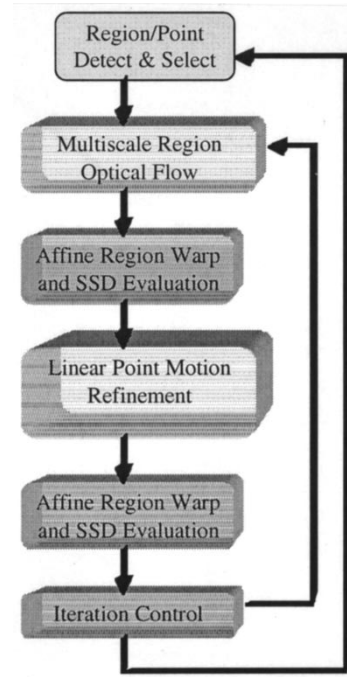 Region/Point
Detect & Select
Multiscale Region
Optical Flow
Affine Region Warp
and SSD Evaluation
Linear Point Motion
Refinement
Affine Region Warp
and SSD Evaluation
Iteration Control